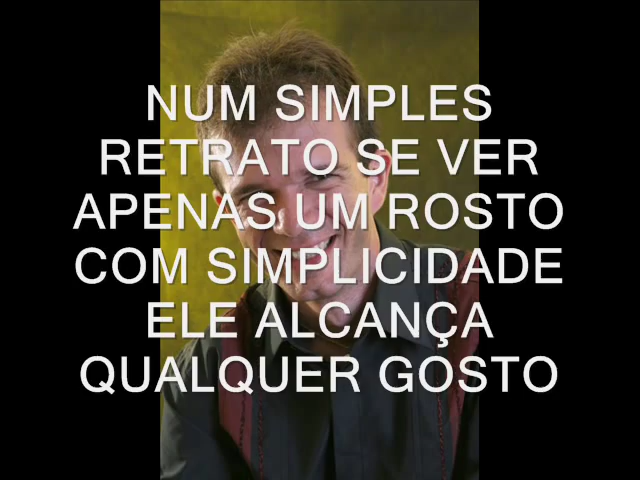 NUM SIMPLES
RETRATO SE VER
APENAS UM ROSTO
COM SIMPLICIDADE
ELE ALCANÇA
QUALQUER GOSTO